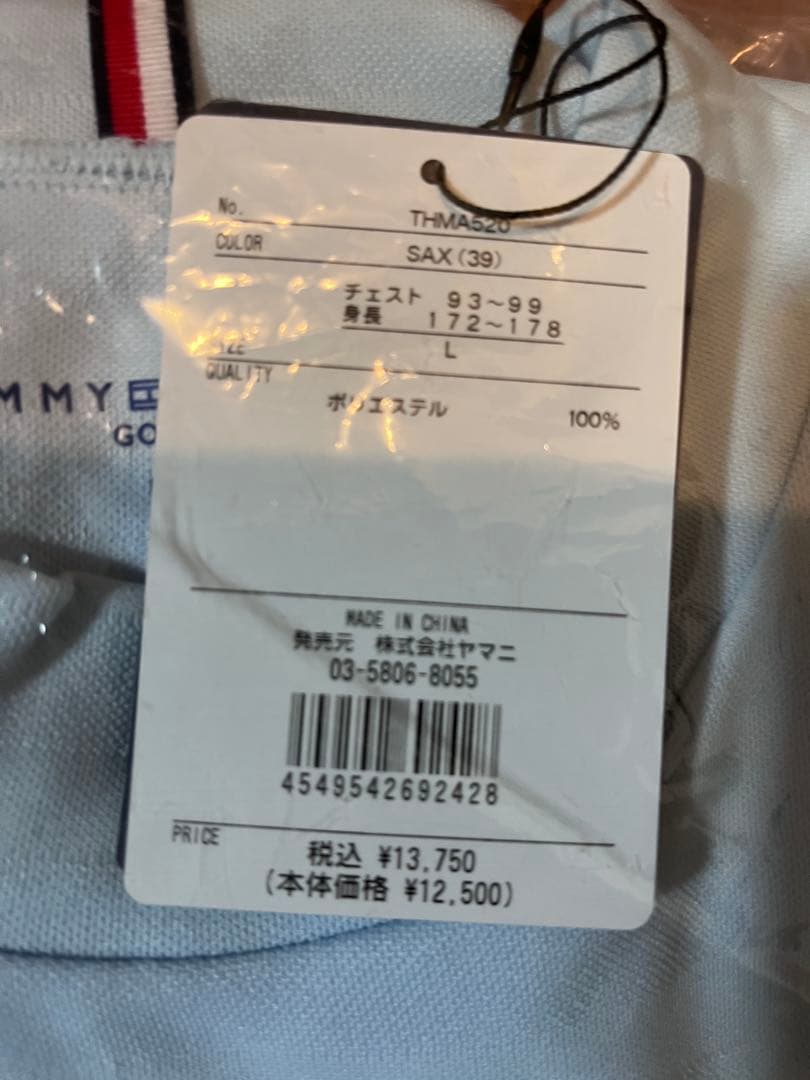 No. THMA520
COLOR SAX(39)
チェスト 93~99
身長 172~178
L
QUALITY
ポリエステル 100%
MMY
GO
MADE IN CHINA
発売元 株式会社ヤマニ
03-5806-8055
4549542692428
PRICE
税込 ¥13,750
(本体価格 ¥12,500)